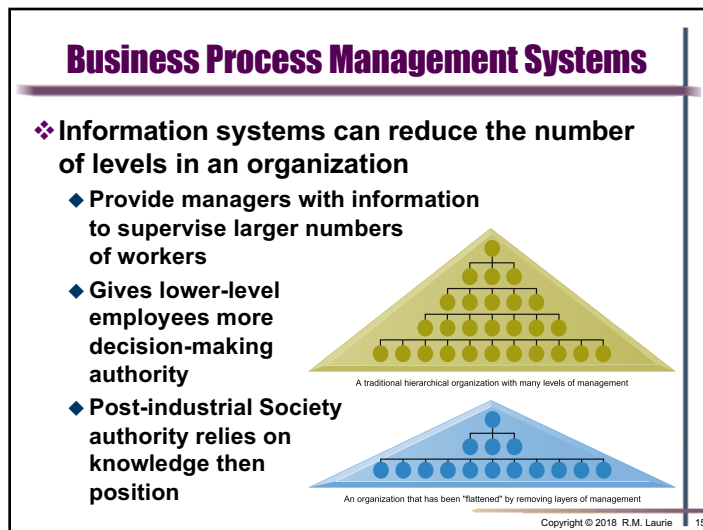 Business Process Management Systems
Information systems can reduce the number
of levels in an organization
Provide managers with information
to supervise larger numbers
of workers
Gives lower-level
employees more
decision-making
authority
Post-industrial Society
authority relies on
knowledge then
position
A traditional hierarchical organization with many levels of management
An organization that has been "flattened" by removing layers of management
Copyright © 2018 R.M. Laurie 15